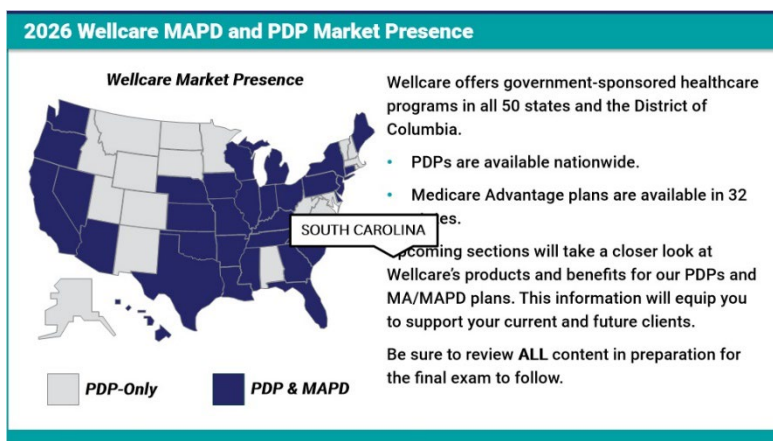 2026 Wellcare MAPD and PDP Market Presence
Wellcare Market Presence
SOUTH CAROLINA
PDP-Only
PDP & MAPD
Wellcare offers government-sponsored healthcare
programs in all 50 states and the District of
Columbia.
• PDPs are available nationwide.
• Medicare Advantage plans are available in 32
Upcoming sections will take a closer look at
Wellcare's products and benefits for our PDPs and
MA/MAPD plans. This information will equip you
to support your current and future clients.
Be sure to review ALL content in preparation for
the final exam to follow.